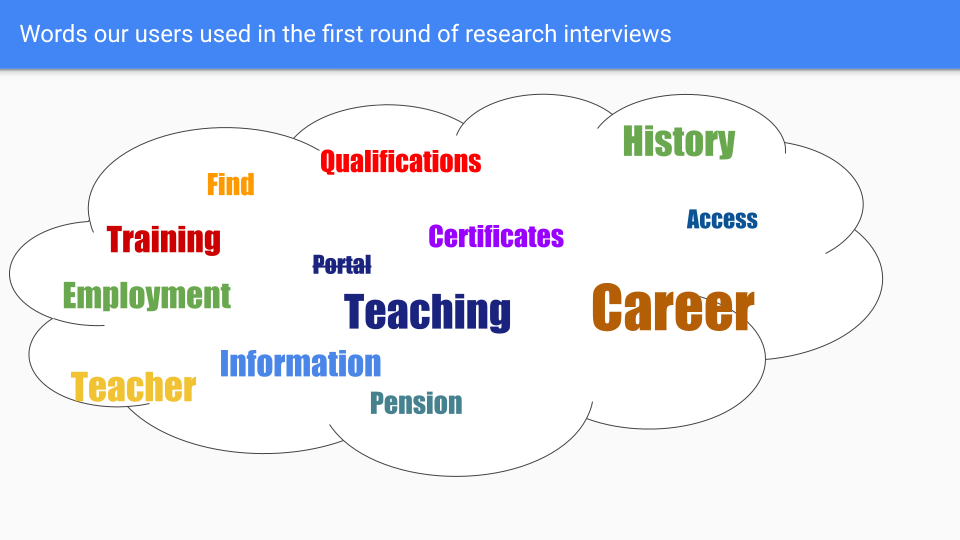 Words our users used in the first round of research interviews
History
Qualifications
Find
Access
Training
Certificates
Portal
Employment
Teaching
Career
Information
Teacher
Pension